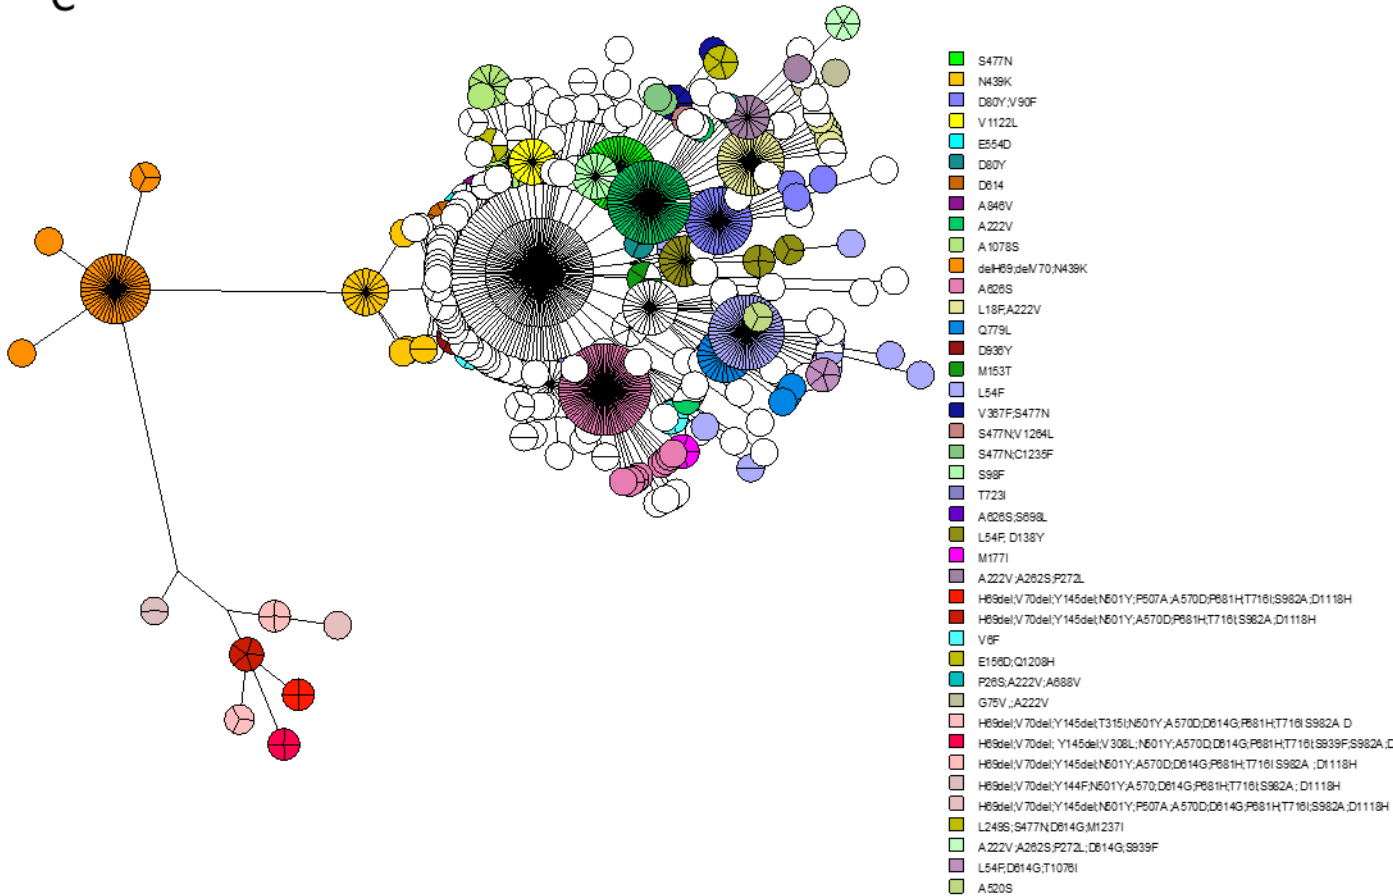 C
S477N
N439K
D80Y;V90F
V1122L
E554D
D80Y
D614
A846V
A222V
A1078S
delH69;delV70;N439K
A626S
L18F;A222V
Q779L
D936Y
M153T
L54F
V367F;S477N
S477N;V1264L
S477N;C1235F
S98F
T723I
A626S;S698L
L54F; D138Y
M177I
A222V;A262S;P272L
H69del;V70del;Y145del;N501Y;P507A;A570D;P681H;T716I;S982A;D1118H
H69del;V70del;Y145del;N501Y;A570D;P681H;T716I;S982A;D1118H
V6F
E156D;Q1208H
P26S;A222V;A688V
G75V,;A222V
H69del;V70del;Y145del;T315I;N501Y;A570D;D614G;P681H;T716I S982A D
H69del;V70del; Y145del;V308L;N501Y;A570D;D614G;P681H;T716I;S939F;S982A;D
H69del;V70del;Y145del;N501Y;A570D;D614G;P681H;T716I S982A ;D1118H
H69del;V70del;Y144F;N501Y;A570;D614G;P681H;T716I;S982A; D1118H
H69del;V70del;Y145del;N501Y;P507A;A570D;D614G;P681H;T716I;S982A;D1118H
L249S;S477N;D614G;M1237I
A222V;A262S;P272L;D614G;S939F
L54F;D614G;T1076I
A520S